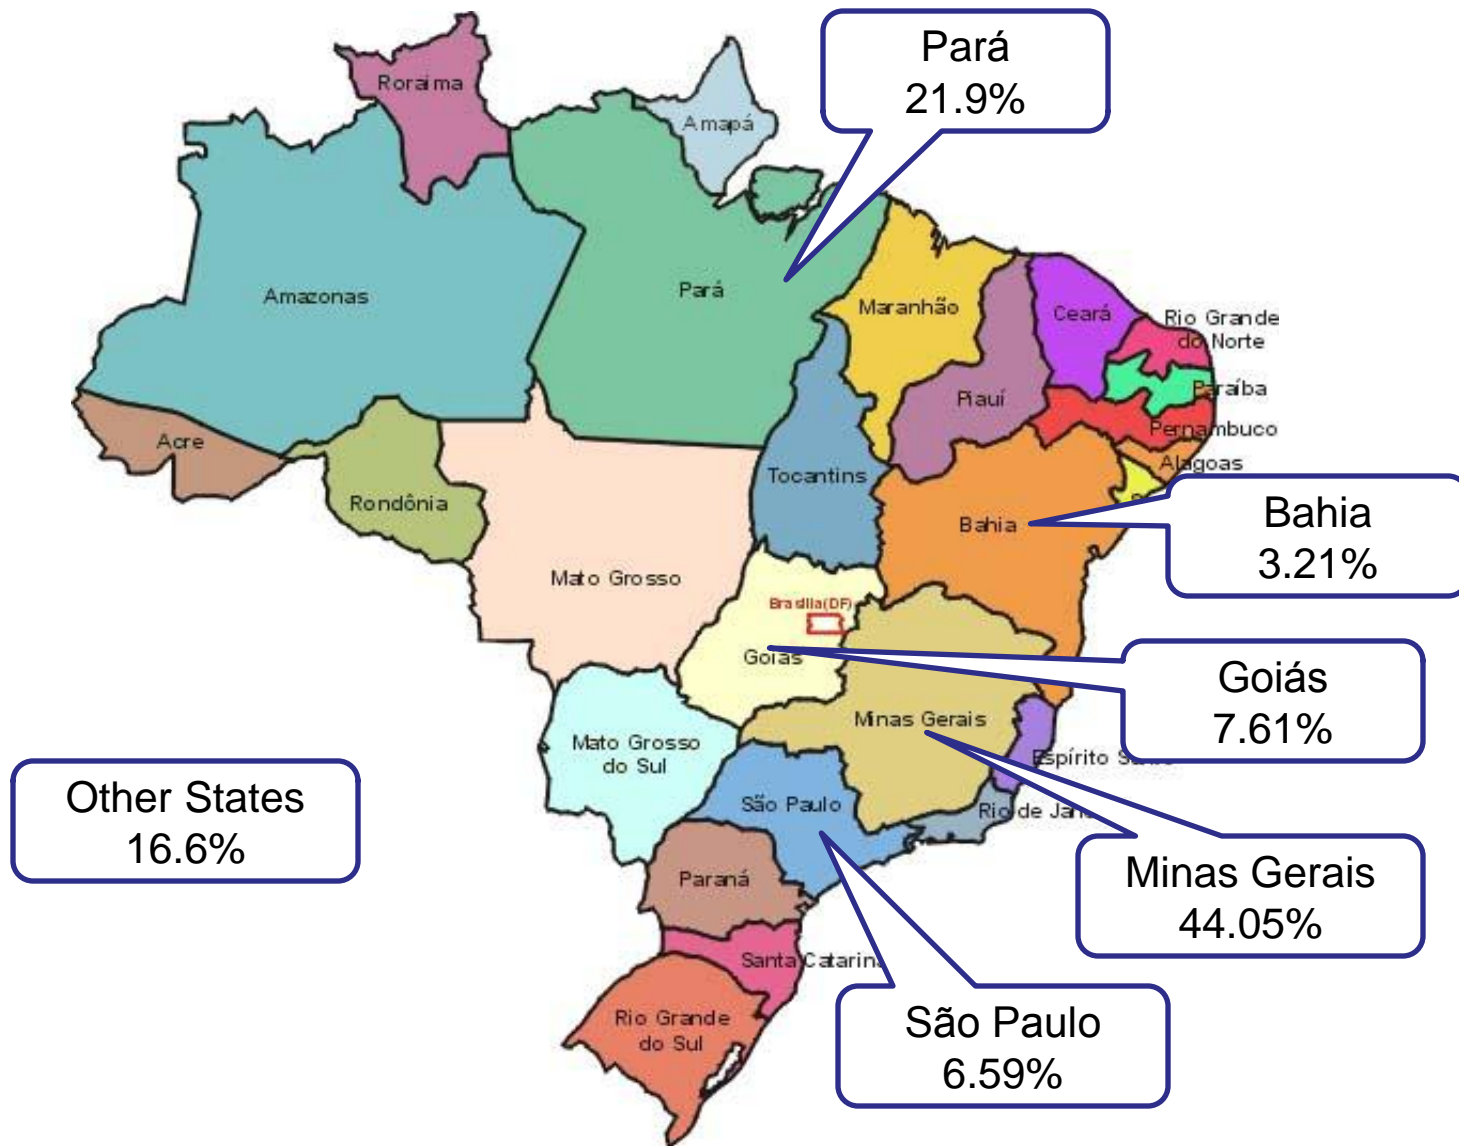 Pará
21.9%
Roraima
Amapá
Amazonas
Pará
Maranhão
Ceará
Rio Grande
do Norte
Piauí
Paraíba
Pernambuco
Alagoas
Acre
Rondônia
Tocantins
Bahia
Bahia
3.21%
Mato Grosso
Brasília(DF)
Goiás
Goiás
7.61%
Minas Gerais
Mato Grosso
do Sul
Espírito
São Paulo
Rio de
Other States
16.6%
Minas Gerais
44.05%
Paraná
Santa Catarina
São Paulo
6.59%
Rio Grande
do Sul